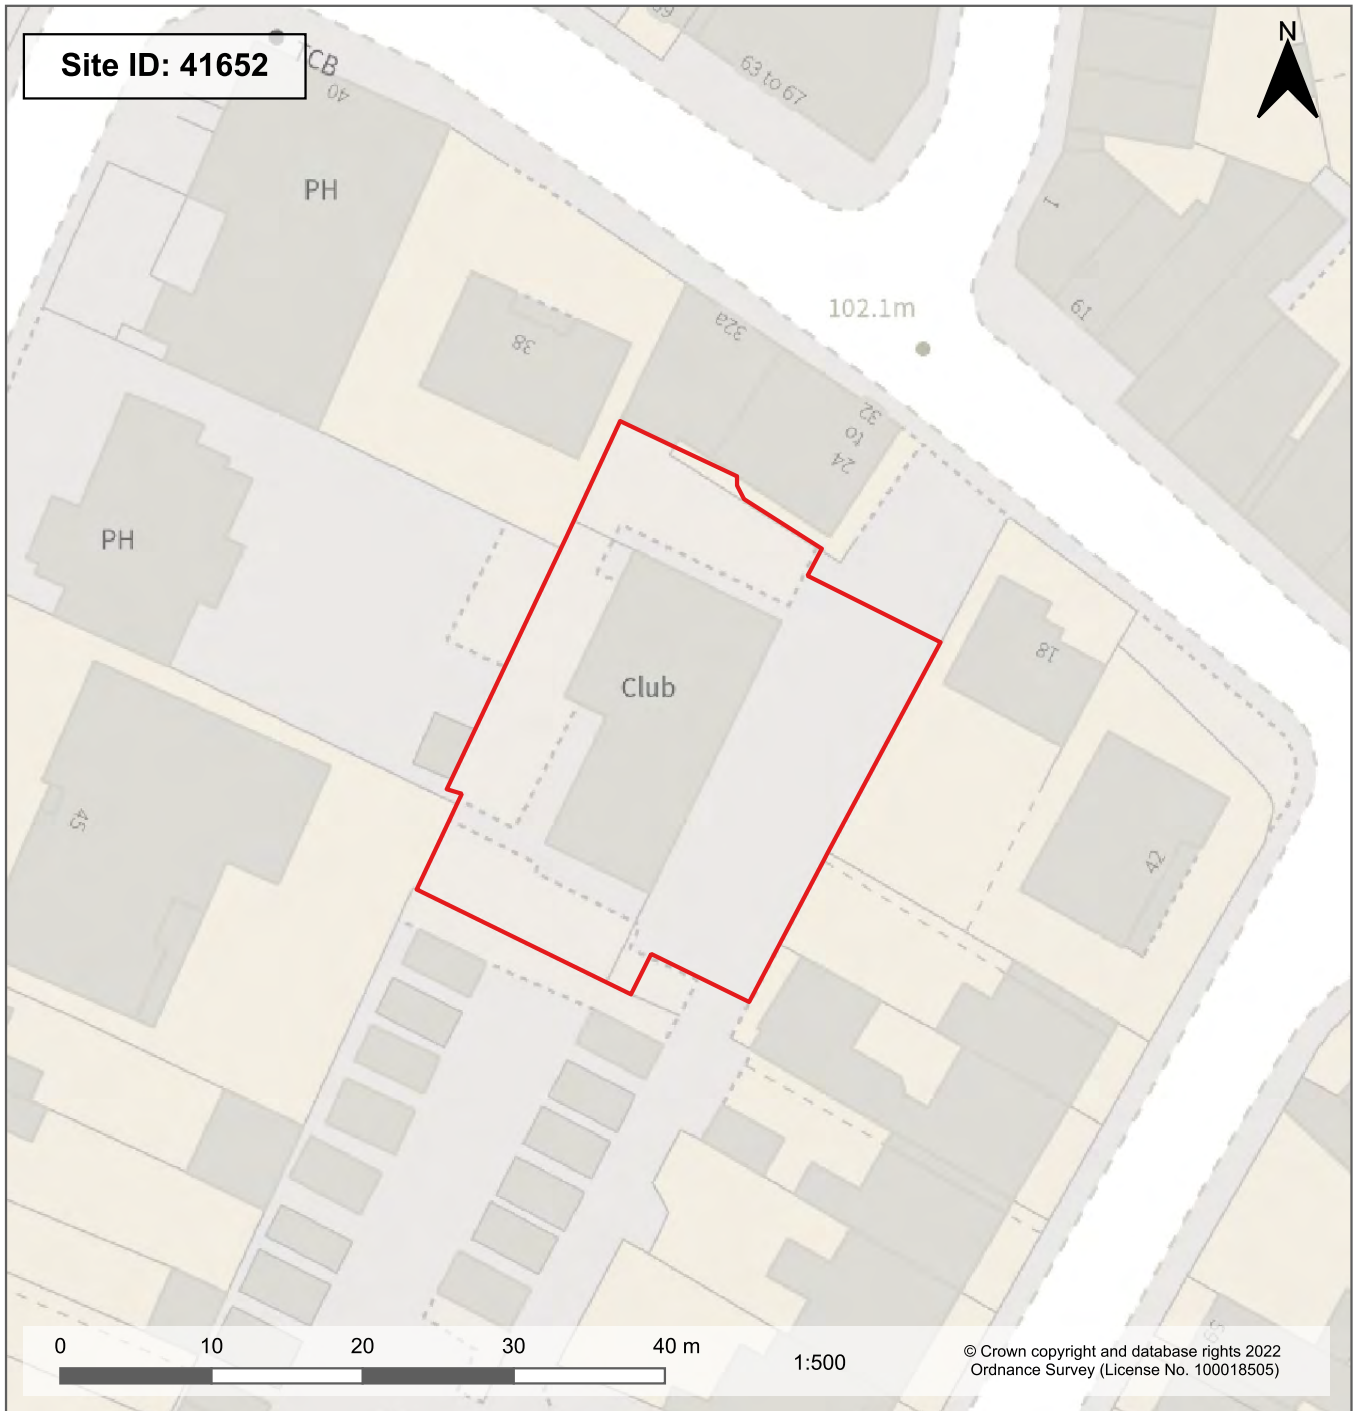 Site ID: 41652
N
TCB
40
PH
69
63 to 67
1
19
102.1m
38
32a
32
to
24
PH
Club
18
45
42
0 10 20 30 40 m
1:500
© Crown copyright and database rights 2022
Ordnance Survey (License No. 100018505)